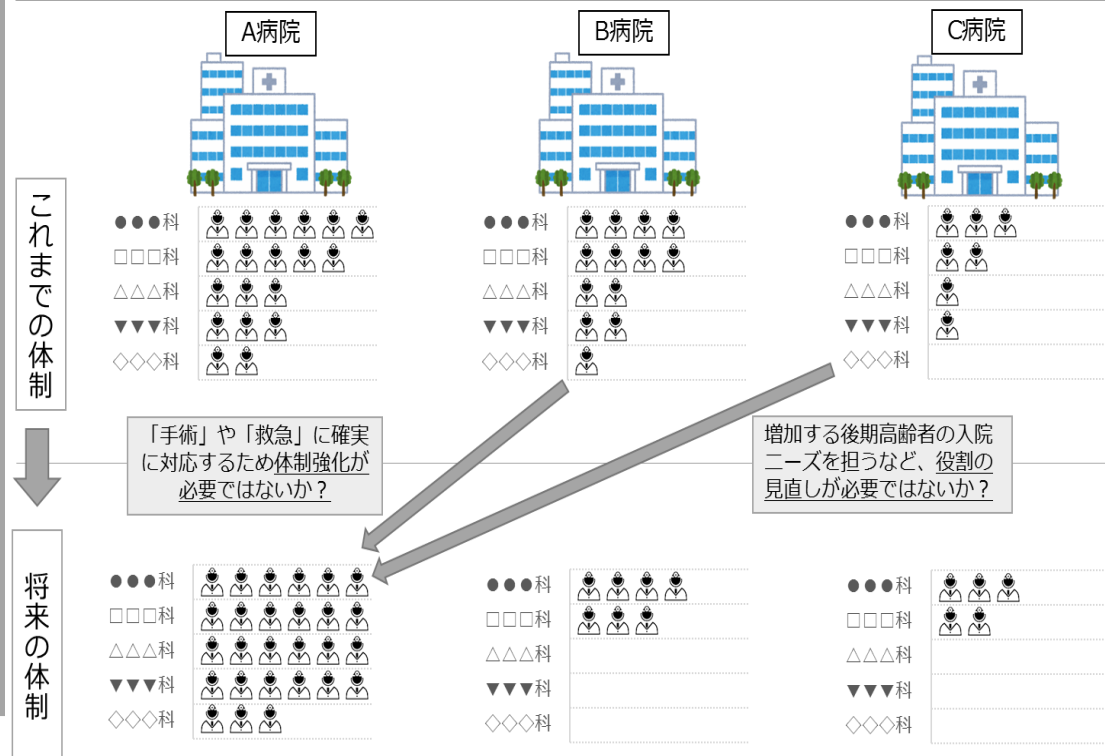 A病院
B病院
C病院
これまでの体制
●●●科
□□□科
△△△科
▼▼▼科
◇◇◇科
●●●科
□□□科
△△△科
▼▼▼科
◇◇◇科
●●●科
□□□科
△△△科
▼▼▼科
◇◇◇科
「手術」や「救急」に確実
に対応するため体制強化が
必要ではないか？
増加する後期高齢者の入院
ニーズを担うなど、役割の
見直しが必要ではないか？
将来の体制
●●●科
□□□科
△△△科
▼▼▼科
◇◇◇科
●●●科
□□□科
△△△科
▼▼▼科
◇◇◇科
●●●科
□□□科
△△△科
▼▼▼科
◇◇◇科